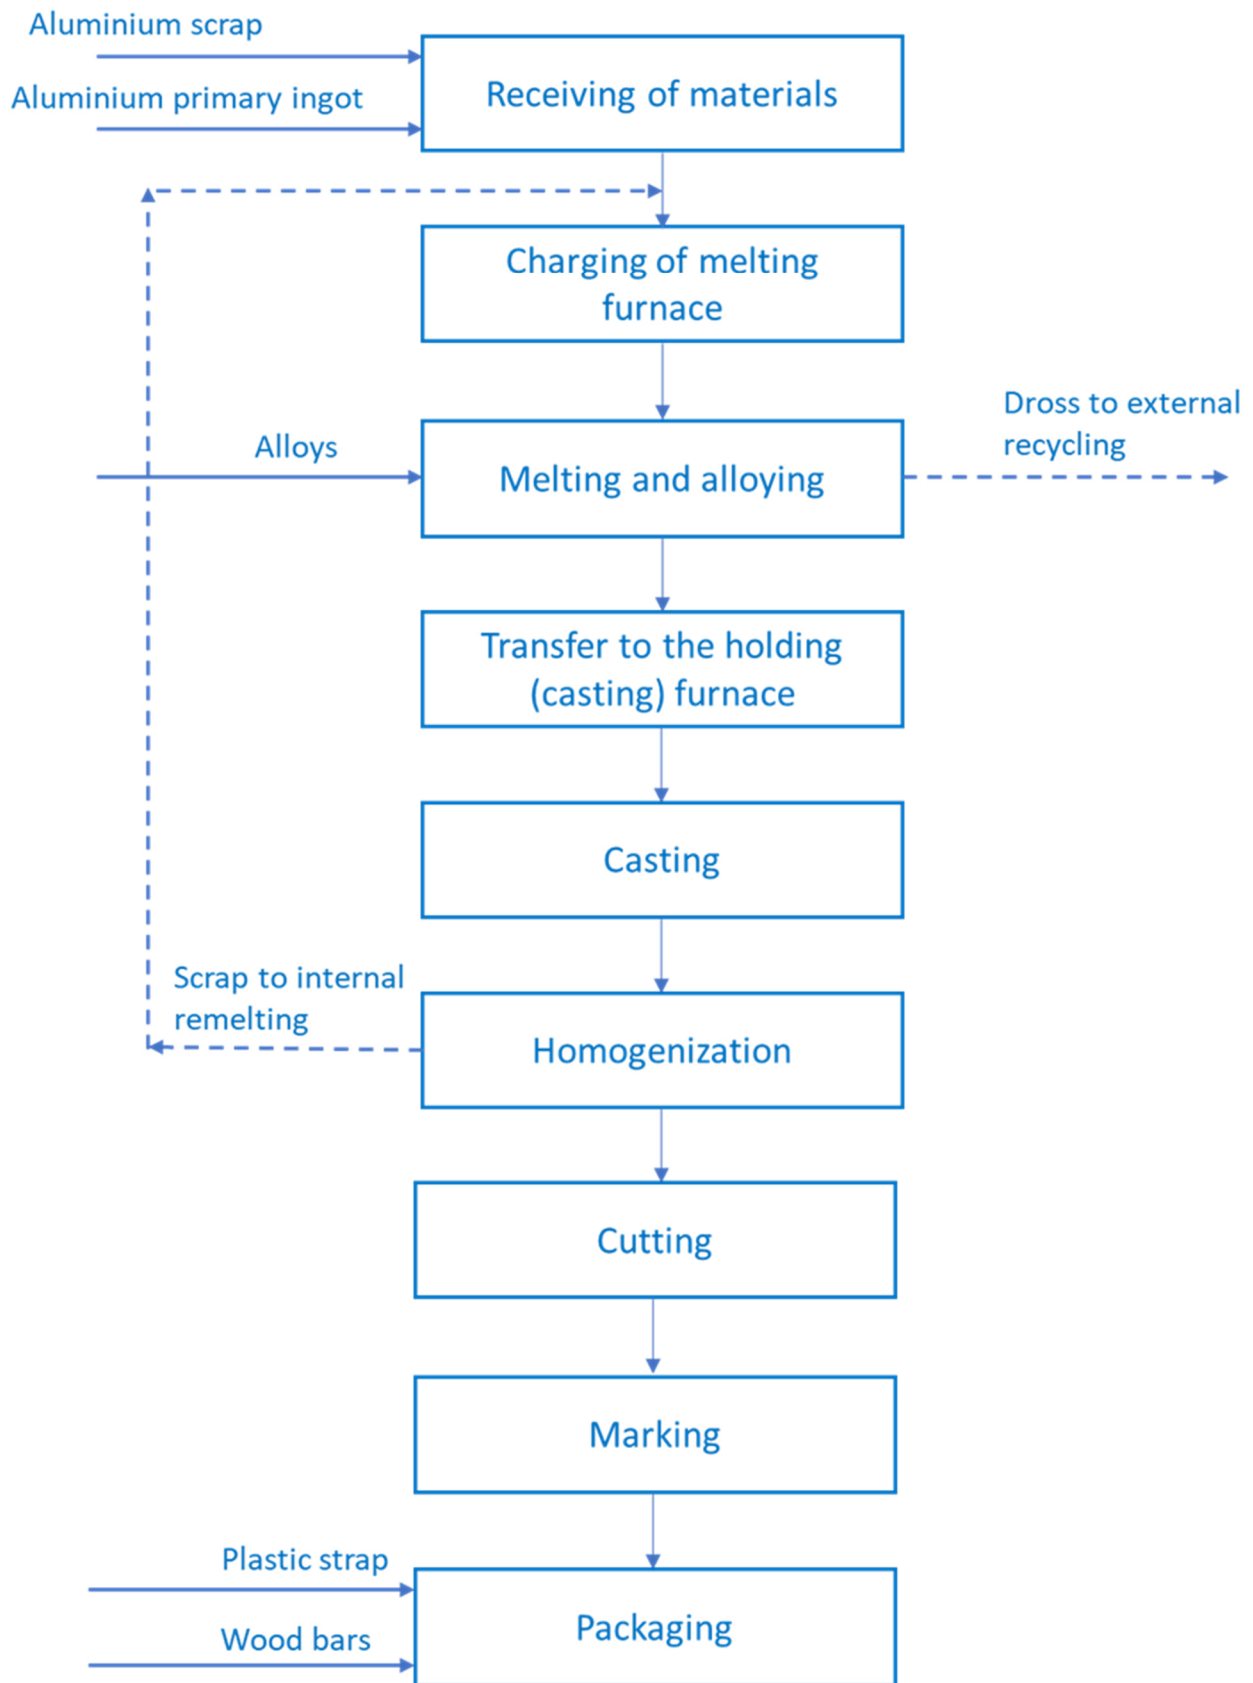 Aluminium scrap
Aluminium primary ingot
Receiving of materials
Charging of melting
furnace
Alloys
Melting and alloying
Dross to external
recycling
Transfer to the holding
(casting) furnace
Casting
Scrap to internal
remelting
Homogenization
Cutting
Marking
Plastic strap
Wood bars
Packaging